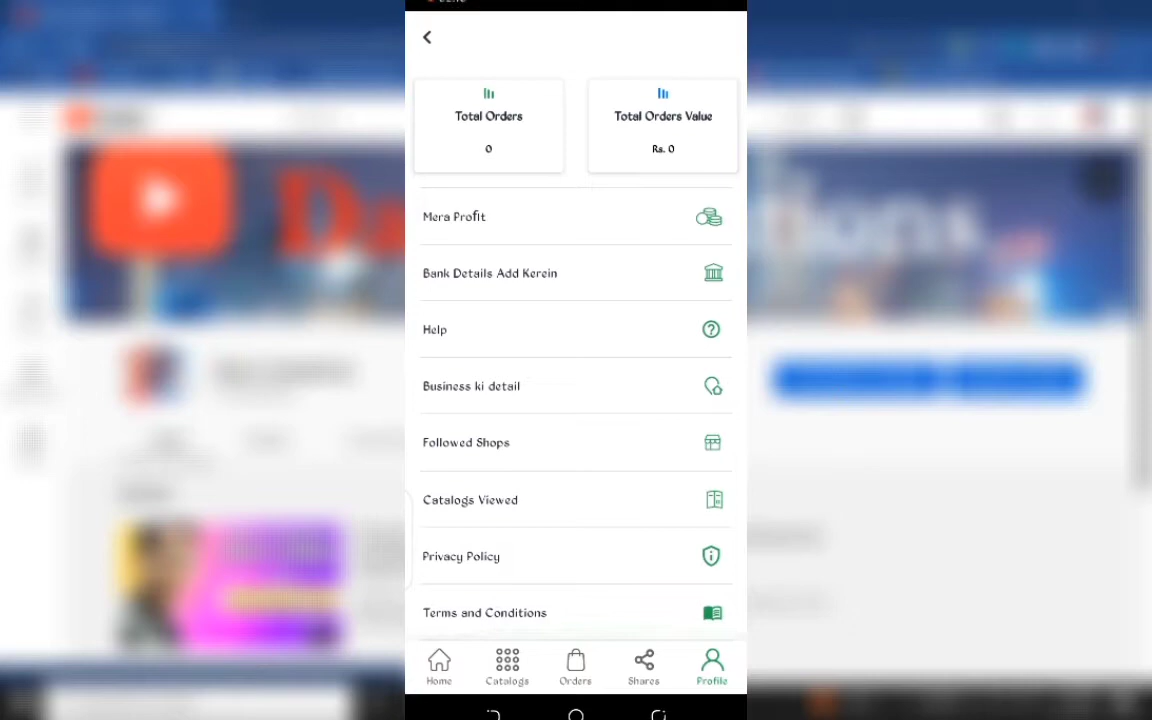 Total Orders
0
Total Orders Value
Rs. 0
Mera Profit
Bank Details Add Kerein
Help
Business ki detail
Followed Shops
Catalogs Viewed
Privacy Policy
Terms and Conditions
Home
Catalogs
Orders
Shares
Profile